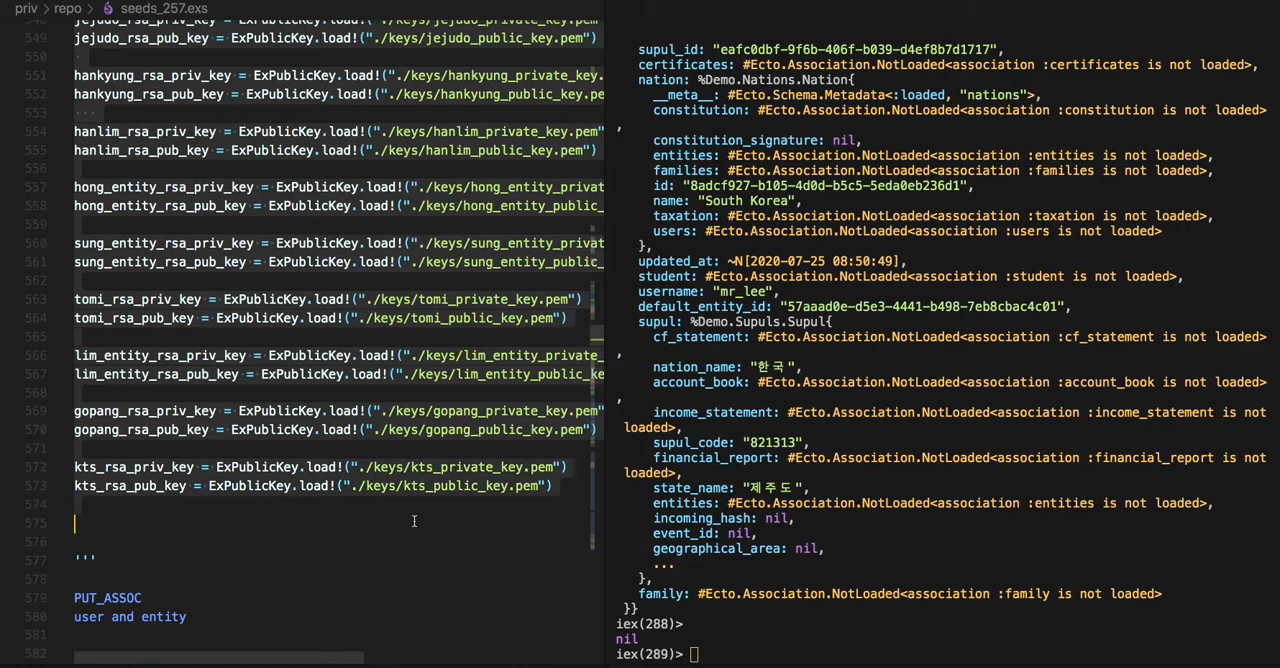 priv > repo > seeds_257.exs
548 jejudo_rsa_priv_key = ExPublicKey.load!("./keys/jejudo_private_key.pem"
549 jejudo_rsa_pub_key = ExPublicKey.load!("./keys/jejudo_public_key.pem")
550
551 hankyung_rsa_priv_key = ExPublicKey.load!("./keys/hankyung_private_key.
552 hankyung_rsa_pub_key = ExPublicKey.load!("./keys/hankyung_public_key.pe
553
554 hanlim_rsa_priv_key = ExPublicKey.load!("./keys/hanlim_private_key.pem"
555 hanlim_rsa_pub_key = ExPublicKey.load!("./keys/hanlim_public_key.pem")
556
557 hong_entity_rsa_priv_key = ExPublicKey.load!("./keys/hong_entity_privat
558 hong_entity_rsa_pub_key = ExPublicKey.load!("./keys/hong_entity_public_
559
560 sung_entity_rsa_priv_key = ExPublicKey.load!("./keys/sung_entity_privat
561 sung_entity_rsa_pub_key = ExPublicKey.load!("./keys/sung_entity_public_
562
563 tomi_rsa_priv_key = ExPublicKey.load!("./keys/tomi_private_key.pem")
564 tomi_rsa_pub_key = ExPublicKey.load!("./keys/tomi_public_key.pem")
565
566 lim_entity_rsa_priv_key = ExPublicKey.load!("./keys/lim_entity_private_
567 lim_entity_rsa_pub_key = ExPublicKey.load!("./keys/lim_entity_public_ke
568
569 gopang_rsa_priv_key = ExPublicKey.load!("./keys/gopang_private_key.pem"
570 gopang_rsa_pub_key = ExPublicKey.load!("./keys/gopang_public_key.pem")
571
572 kts_rsa_priv_key = ExPublicKey.load!("./keys/kts_private_key.pem")
573 kts_rsa_pub_key = ExPublicKey.load!("./keys/kts_public_key.pem")
574
575
576
577 '''
578
579 PUT_ASSOC
580 user and entity
581
582
supul_id: "eafc0dbf-9f6b-406f-b039-d4ef8b7d1717",
certificates: #Ecto.Association.NotLoaded<association :certificates is not loaded>,
nation: %Demo.Nations.Nation{
__meta__: #Ecto.Schema.Metadata<:loaded, "nations">,
constitution: #Ecto.Association.NotLoaded<association :constitution is not loaded>
,
constitution_signature: nil,
entities: #Ecto.Association.NotLoaded<association :entities is not loaded>,
families: #Ecto.Association.NotLoaded<association :families is not loaded>,
id: "8adcf927-b105-4d0d-b5c5-5eda0eb236d1",
name: "South Korea",
taxation: #Ecto.Association.NotLoaded<association :taxation is not loaded>,
users: #Ecto.Association.NotLoaded<association :users is not loaded>
},
updated_at: ~N[2020-07-25 08:50:49],
student: #Ecto.Association.NotLoaded<association :student is not loaded>,
username: "mr_lee",
default_entity_id: "57aaad0e-d5e3-4441-b498-7eb8cbac4c01",
supul: %Demo.Supuls.Supul{
cf_statement: #Ecto.Association.NotLoaded<association :cf_statement is not loaded>
,
nation_name: "한국",
account_book: #Ecto.Association.NotLoaded<association :account_book is not loaded>
,
income_statement: #Ecto.Association.NotLoaded<association :income_statement is not
loaded>,
supul_code: "821313",
financial_report: #Ecto.Association.NotLoaded<association :financial_report is not
loaded>,
state_name: "제주도",
entities: #Ecto.Association.NotLoaded<association :entities is not loaded>,
incoming_hash: nil,
event_id: nil,
geographical_area: nil,
...
},
family: #Ecto.Association.NotLoaded<association :family is not loaded>
}}
iex(288)>
nil
iex(289)>